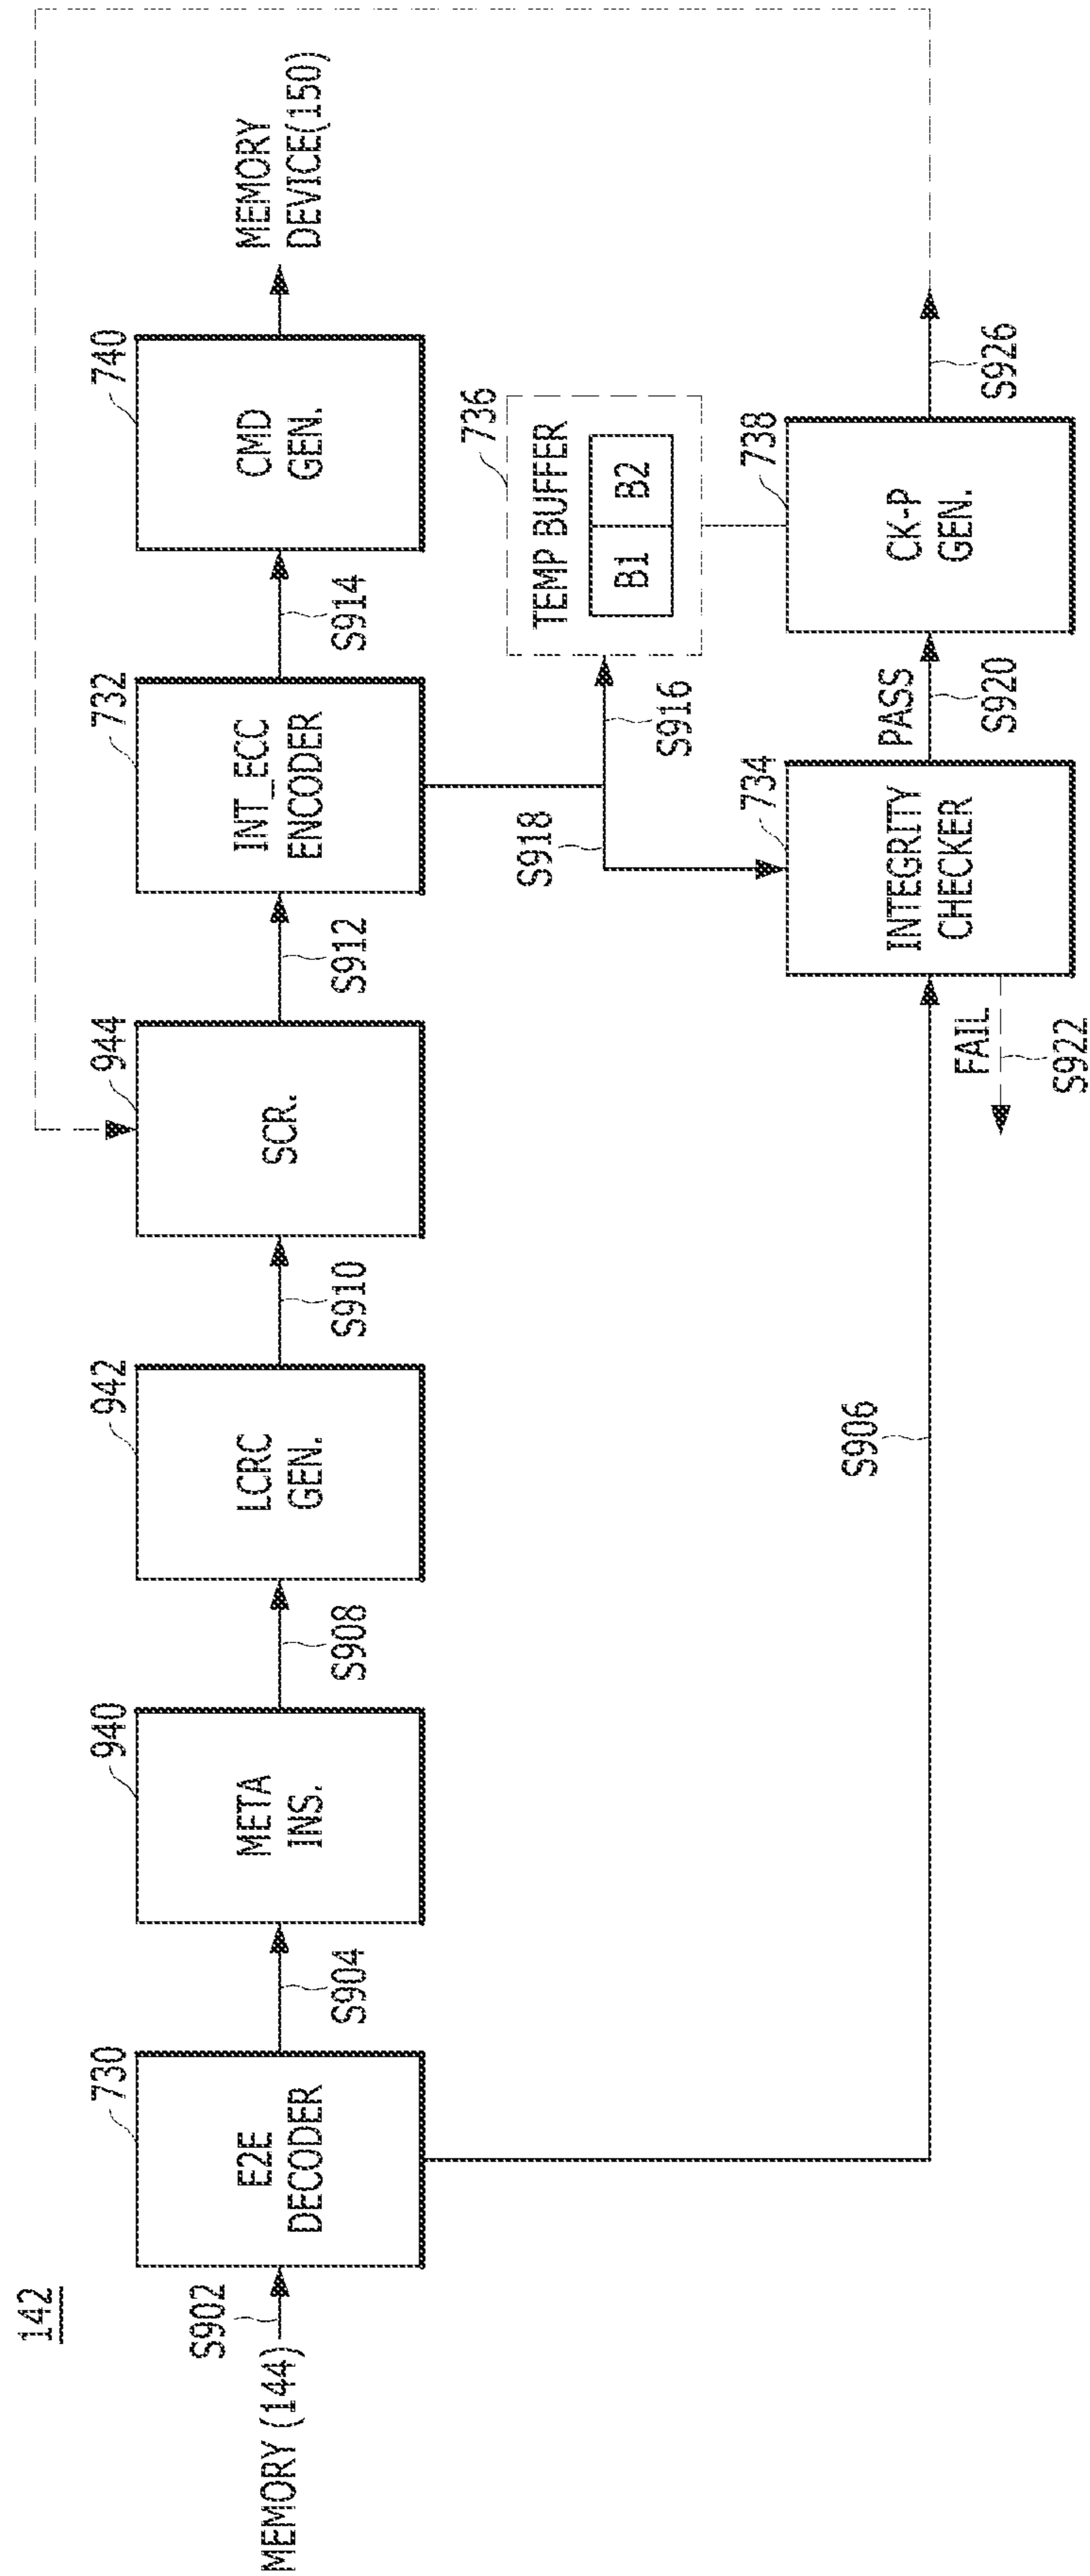 142
MEMORY (144)
S902
730
E2E
DECODER
S904
940
META
INS.
S908
942
LCRC
GEN.
S910
944
SCR.
S912
732
INT_ECC
ENCODER
S914
740
CMD
GEN.
MEMORY
DEVICE(150)
S906
S918
S916
736
TEMP BUFFER
B1
B2
734
INTEGRITY
CHECKER
FAIL
S922
PASS
S920
738
CK-P
GEN.
S926